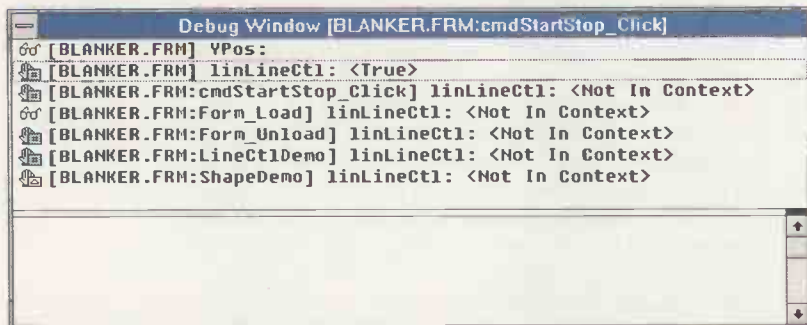 Debug Window [BLANKER.FRM:cmdStartStop_Click]
[BLANKER.FRM] YPos:
[BLANKER.FRM] linLineCtl: <True>
[BLANKER.FRM:cmdStartStop_Click] linLineCtl: <Not In Context>
[BLANKER.FRM:Form_Load] linLineCtl: <Not In Context>
[BLANKER.FRM:Form_Unload] linLineCtl: <Not In Context>
[BLANKER.FRM:LineCtlDemo] linLineCtl: <Not In Context>
[BLANKER.FRM:ShapeDemo] linLineCtl: <Not In Context>